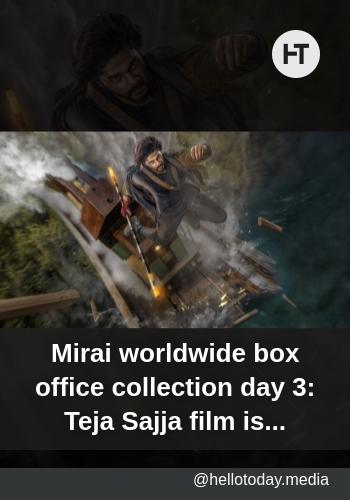 HT
Mirai worldwide box
office collection day 3:
Teja Sajja film is...
@hellotoday.media